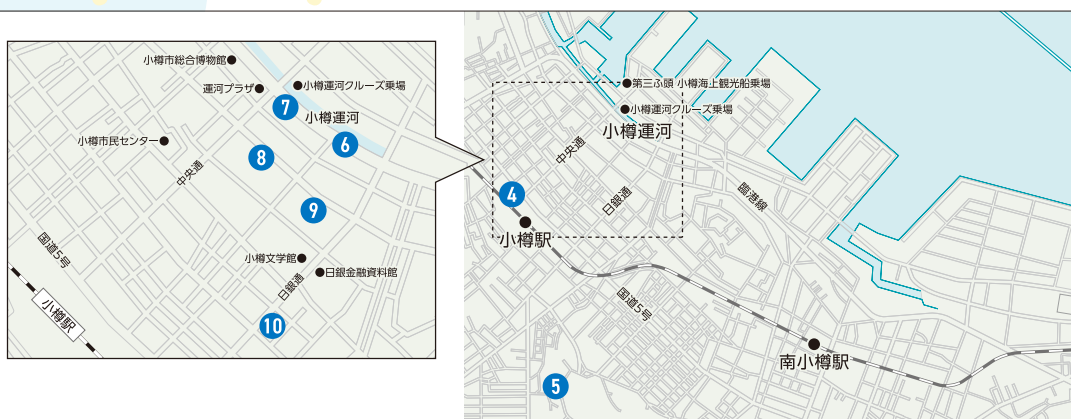 小樽市総合博物館
運河プラザ
小樽運河クルーズ乗場
7
小樽運河
6
小樽市民センター
8
中央通
9
国道5号
小樽文学館
日銀金融資料館
日銀通
小樽駅
10
第三ふ頭 小樽海上観光船乗場
小樽運河クルーズ乗場
小樽運河
中央通
4
日銀通
臨港線
小樽駅
国道5号
南小樽駅
5